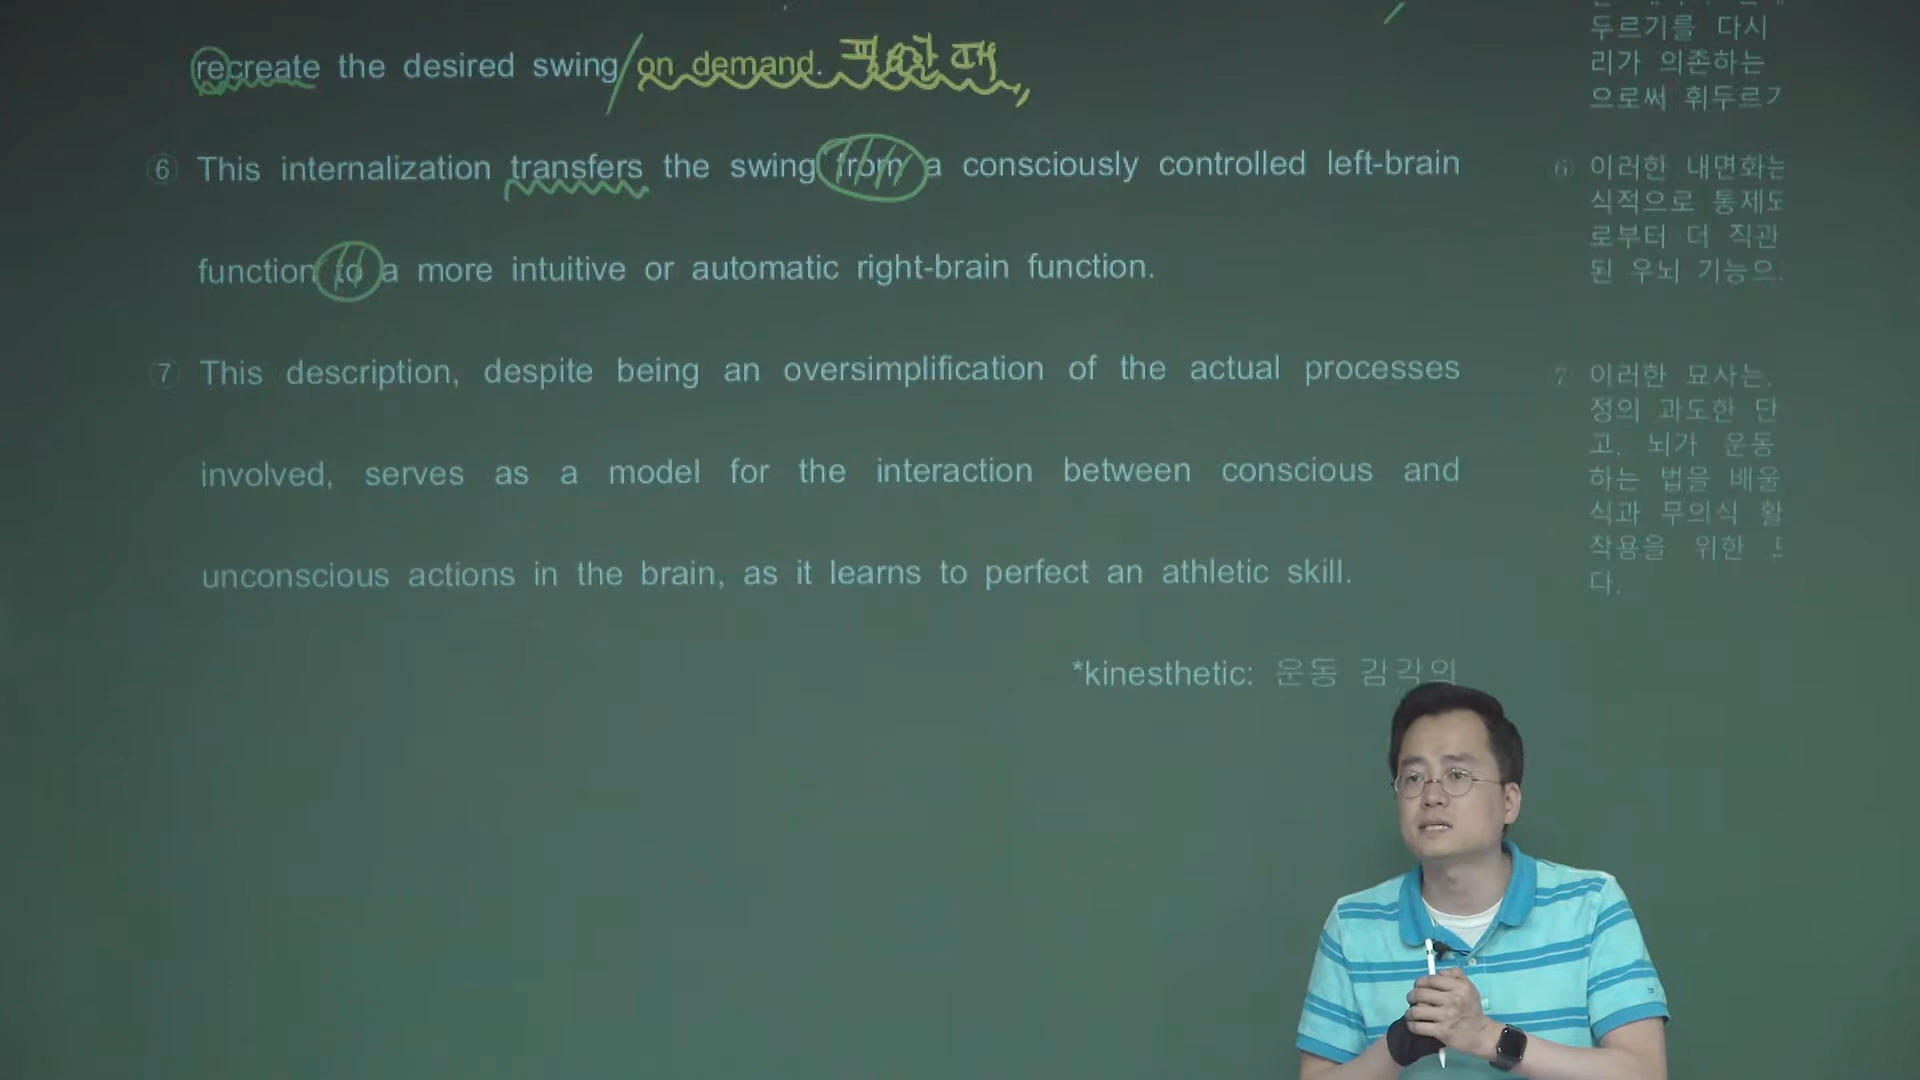 recreate the desired swing/on demand. 필요할 때
⑥ This internalization transfers the swing from a consciously controlled left-brain
function to a more intuitive or automatic right-brain function.
⑦ This description, despite being an oversimplification of the actual processes
involved, serves as a model for the interaction between conscious and
unconscious actions in the brain, as it learns to perfect an athletic skill.
*kinesthetic: 운동 감각의
두르기를 다시
리가 의존하는
으로써 휘두르기
⑥ 이러한 내면화는
식적으로 통제도
로부터 더 직관
된 우뇌 기능으
7 이러한 묘사는,
정의 과도한 단
고, 뇌가 운동
하는 법을 배울
식과 무의식 활
작용을 위한
다.